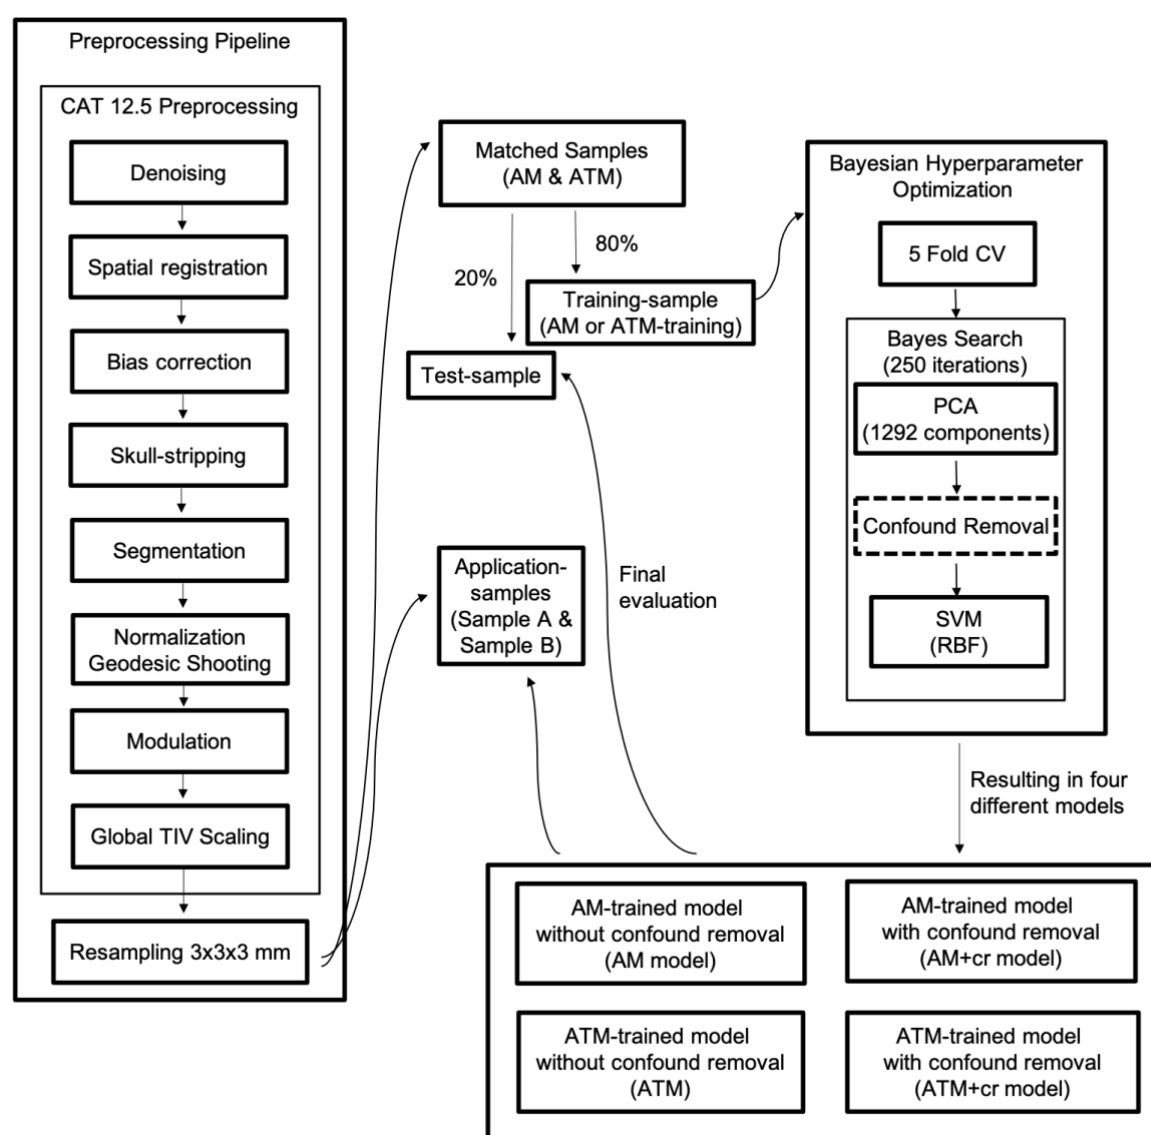 Preprocessing Pipeline
CAT 12.5 Preprocessing
Denoising
Spatial registration
Bias correction
Skull-stripping
Segmentation
Normalization
Geodesic Shooting
Modulation
Global TIV Scaling
Resampling 3x3x3 mm
Matched Samples
(AM & ATM)
20%
80%
Training-sample
(AM or ATM-training)
Test-sample
Application-
samples
(Sample A &
Sample B)
Final
evaluation
Bayesian Hyperparameter
Optimization
5 Fold CV
Bayes Search
(250 iterations)
PCA
(1292 components)
Confound Removal
SVM
(RBF)
Resulting in four
different models
AM-trained model
without confound removal
(AM model)
AM-trained model
with confound removal
(AM+cr model)
ATM-trained model
without confound removal
(ATM)
ATM-trained model
with confound removal
(ATM+cr model)